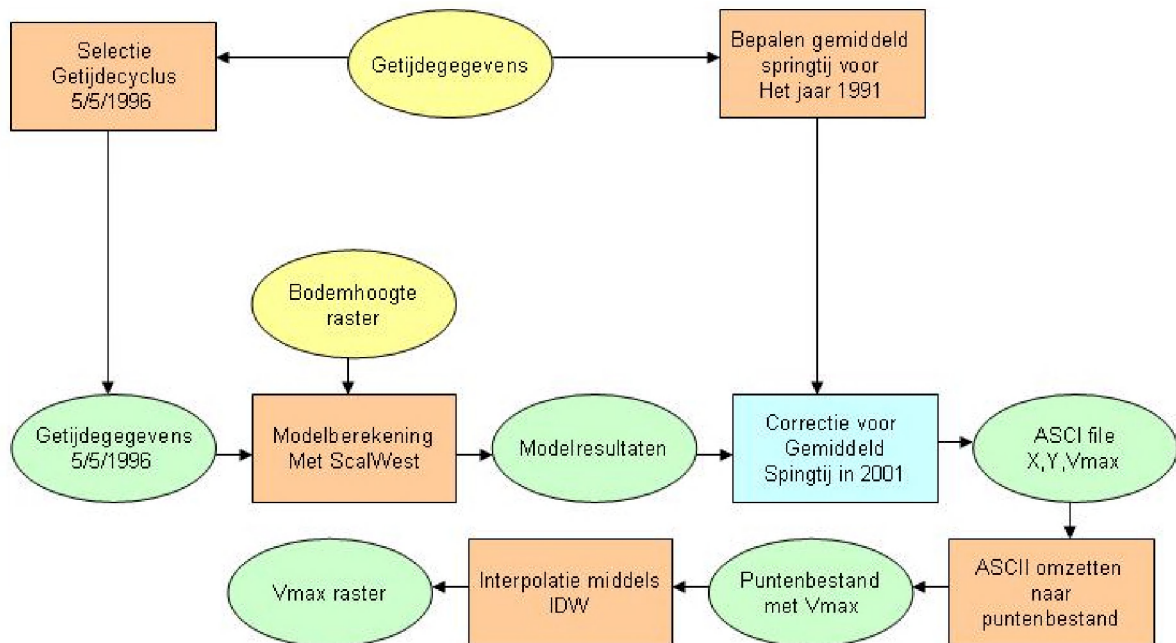 Selectie
Getijdecyclus
5/5/1996
Getijdegegevens
Bepalen gemiddeld
springtij voor
Het jaar 1991
Bodemhoogte
raster
Getijdegegevens
5/5/1996
Modelberekening
Met ScalWest
Modelresultaten
Correctie voor
Gemiddeld
Spingtij in 2001
ASCI file
X,Y,Vmax
Vmax raster
Interpolatie middels
IDW
Puntenbestand
met Vmax
ASCII omzetten
naar
puntenbestand